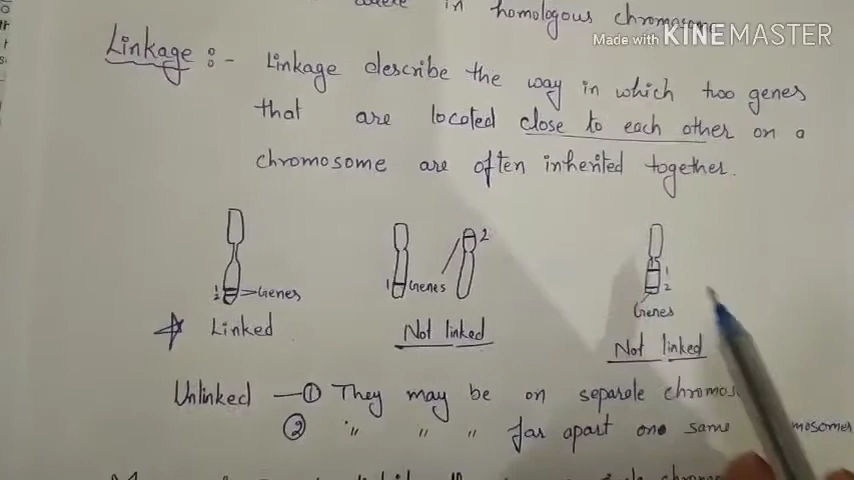 in homologous chromosome
Made with KINEMASTER
Linkage :- Linkage describe the way in which two genes
that are located close to each other on a
chromosome are often inherited together.
2
1 Genes
1
2
1
2 Genes
Genes
Linked
Not linked
Not linked
Unlinked — ① They may be on separate chromos
② " " " far apart one same mosomes